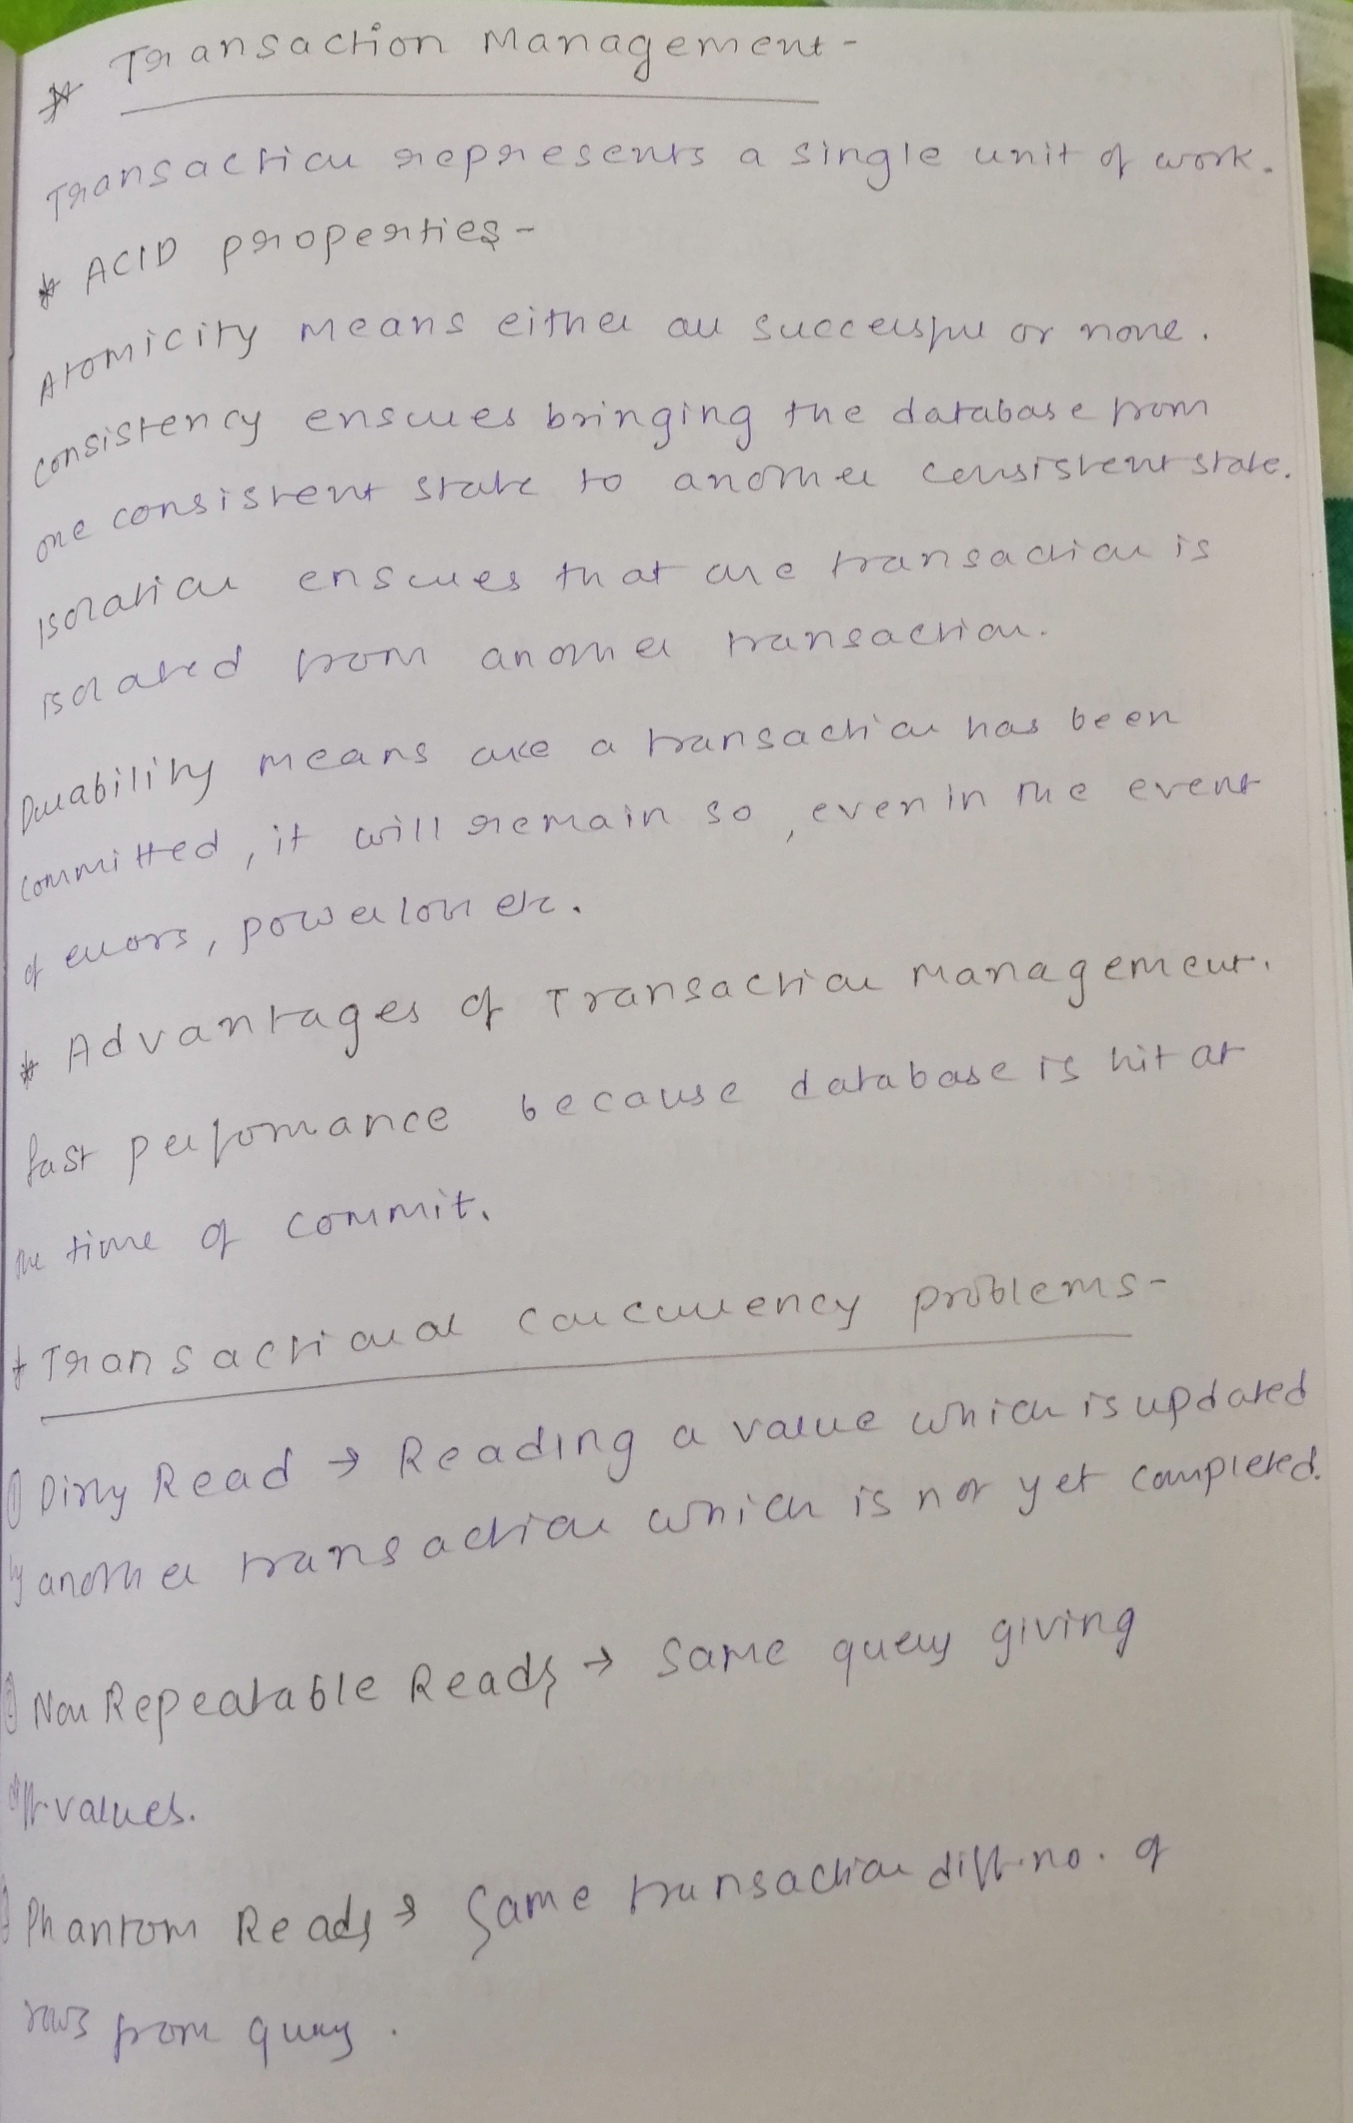 * Transaction Management -
Transaction represents a single unit of work.
* ACID properties -
Atomicity means either all successful or none.
Consistency ensures bringing the database from
one consistent state to another consistent state.
Isolation ensures that one transaction is
isolated from another transaction.
Durability means once a transaction has been
committed, it will remain so, even in the event
of errors, power loss etc.
* Advantages of Transaction Management.
fast performance because database is hit at
the time of commit.
* Transactional Concurrency problems -
① Dirty Read → Reading a value which is updated
by another transaction which is not yet completed.
② Non Repeatable Reads → Same query giving
diff. values.
③ Phantom Reads → Same transaction diff. no. of
rows from query.